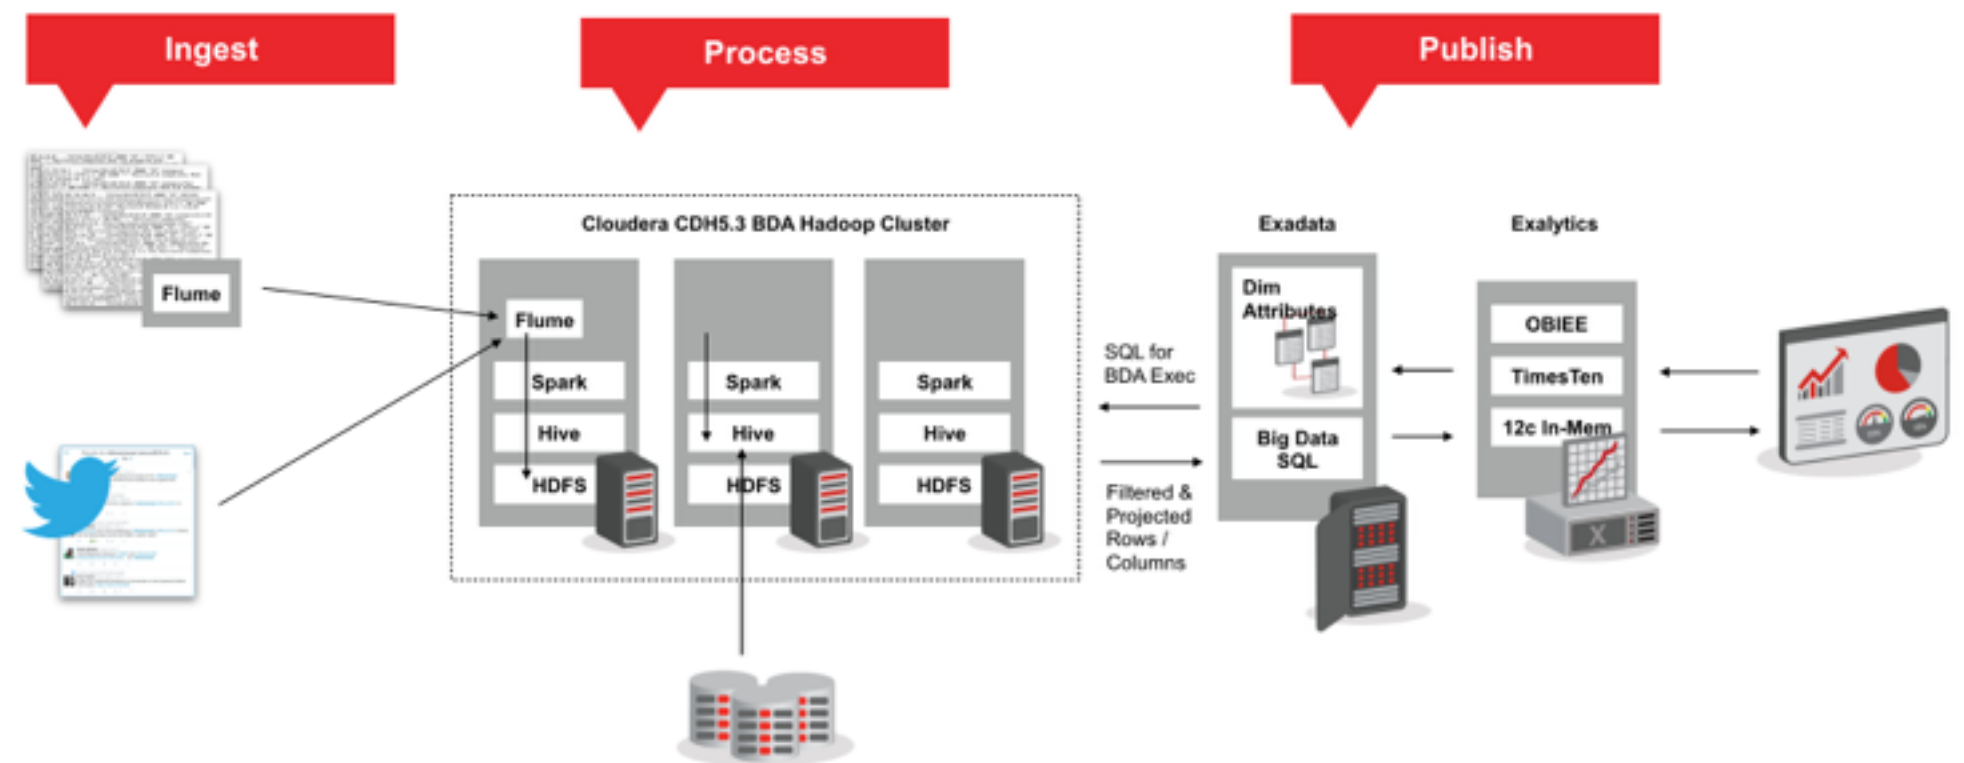 Ingest
Process
Publish
Flume
Cloudera CDH5.3 BDA Hadoop Cluster
Flume
Spark
Hive
HDFS
Spark
Hive
HDFS
Spark
Hive
HDFS
SQL for
BDA Exec
Filtered &
Projected
Rows /
Columns
Exadata
Dim
Attributes
Big Data
SQL
Exalytics
OBIEE
TimesTen
12c In-Mem
X